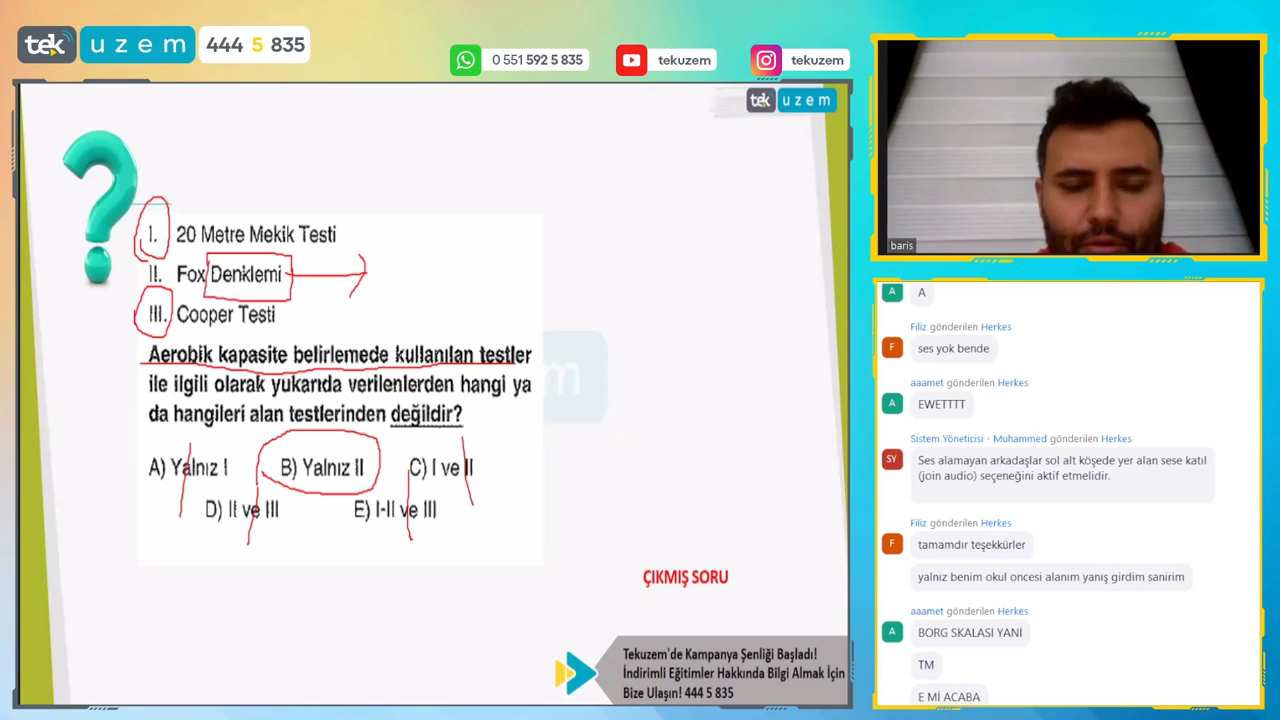 tek uzem 444 5 835
0 551 592 5 835
tekuzem
tekuzem
tek uzem
I. 20 Metre Mekik Testi
II. Fox Denklemi
III. Cooper Testi
Aerobik kapasite belirlemede kullanılan testler
ile ilgili olarak yukarıda verilenlerden hangi ya
da hangileri alan testlerinden değildir?
A) Yalnız I B) Yalnız II C) I ve II
D) II ve III E) I-II ve III
ÇIKMIŞ SORU
Tekuzem'de Kampanya Şenliği Başladı!
İndirimli Eğitimler Hakkında Bilgi Almak İçin
Bize Ulaşın! 444 5 835
baris
A A
Filiz gönderilen Herkes
F ses yok bende
aaamet gönderilen Herkes
A EWETTTT
Sistem Yöneticisi - Muhammed gönderilen Herkes
SY Ses alamayan arkadaşlar sol alt köşede yer alan sese katıl
(join audio) seçeneğini aktif etmelidir.
Filiz gönderilen Herkes
F tamamdır teşekkürler
yalnız benim okul oncesi alanım yanış girdim sanirim
aaamet gönderilen Herkes
A BORG SKALASI YANİ
TM
E Mİ ACABA